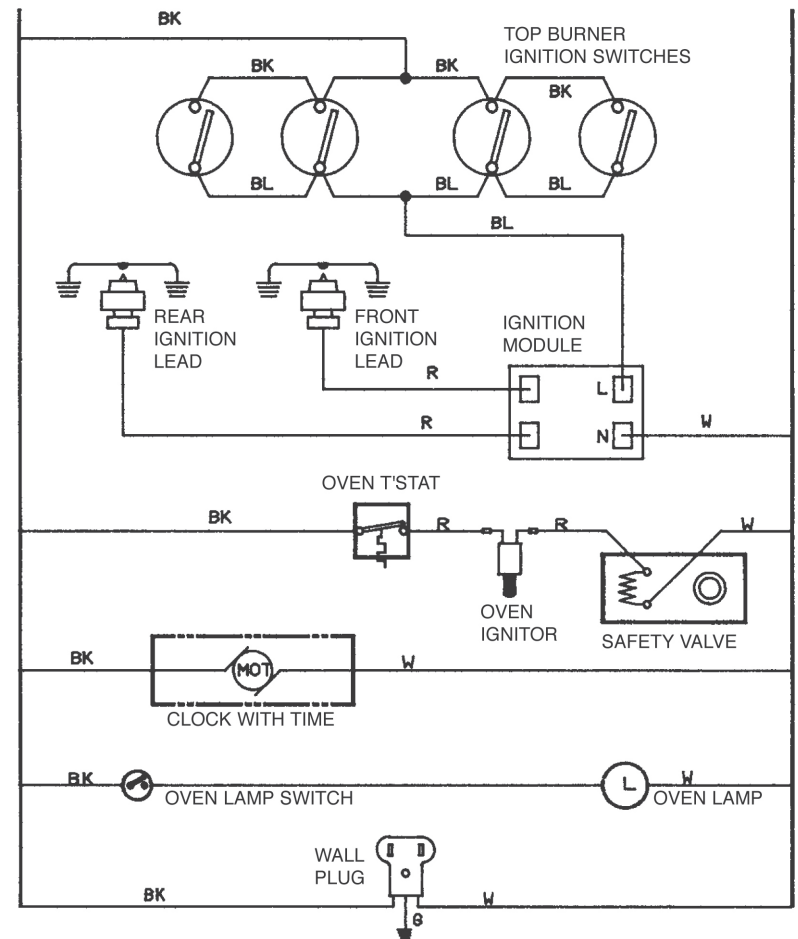 BK
TOP BURNER
IGNITION SWITCHES
BK
BK
BK
BL
BL
BL
BL
REAR
IGNITION
LEAD
FRONT
IGNITION
LEAD
IGNITION
MODULE
R
L
R
N
W
OVEN T'STAT
BK
R
R
W
OVEN
IGNITOR
SAFETY VALVE
BK
MOT
W
CLOCK WITH TIME
BK
L
W
OVEN LAMP SWITCH
OVEN LAMP
WALL
PLUG
BK
W
G